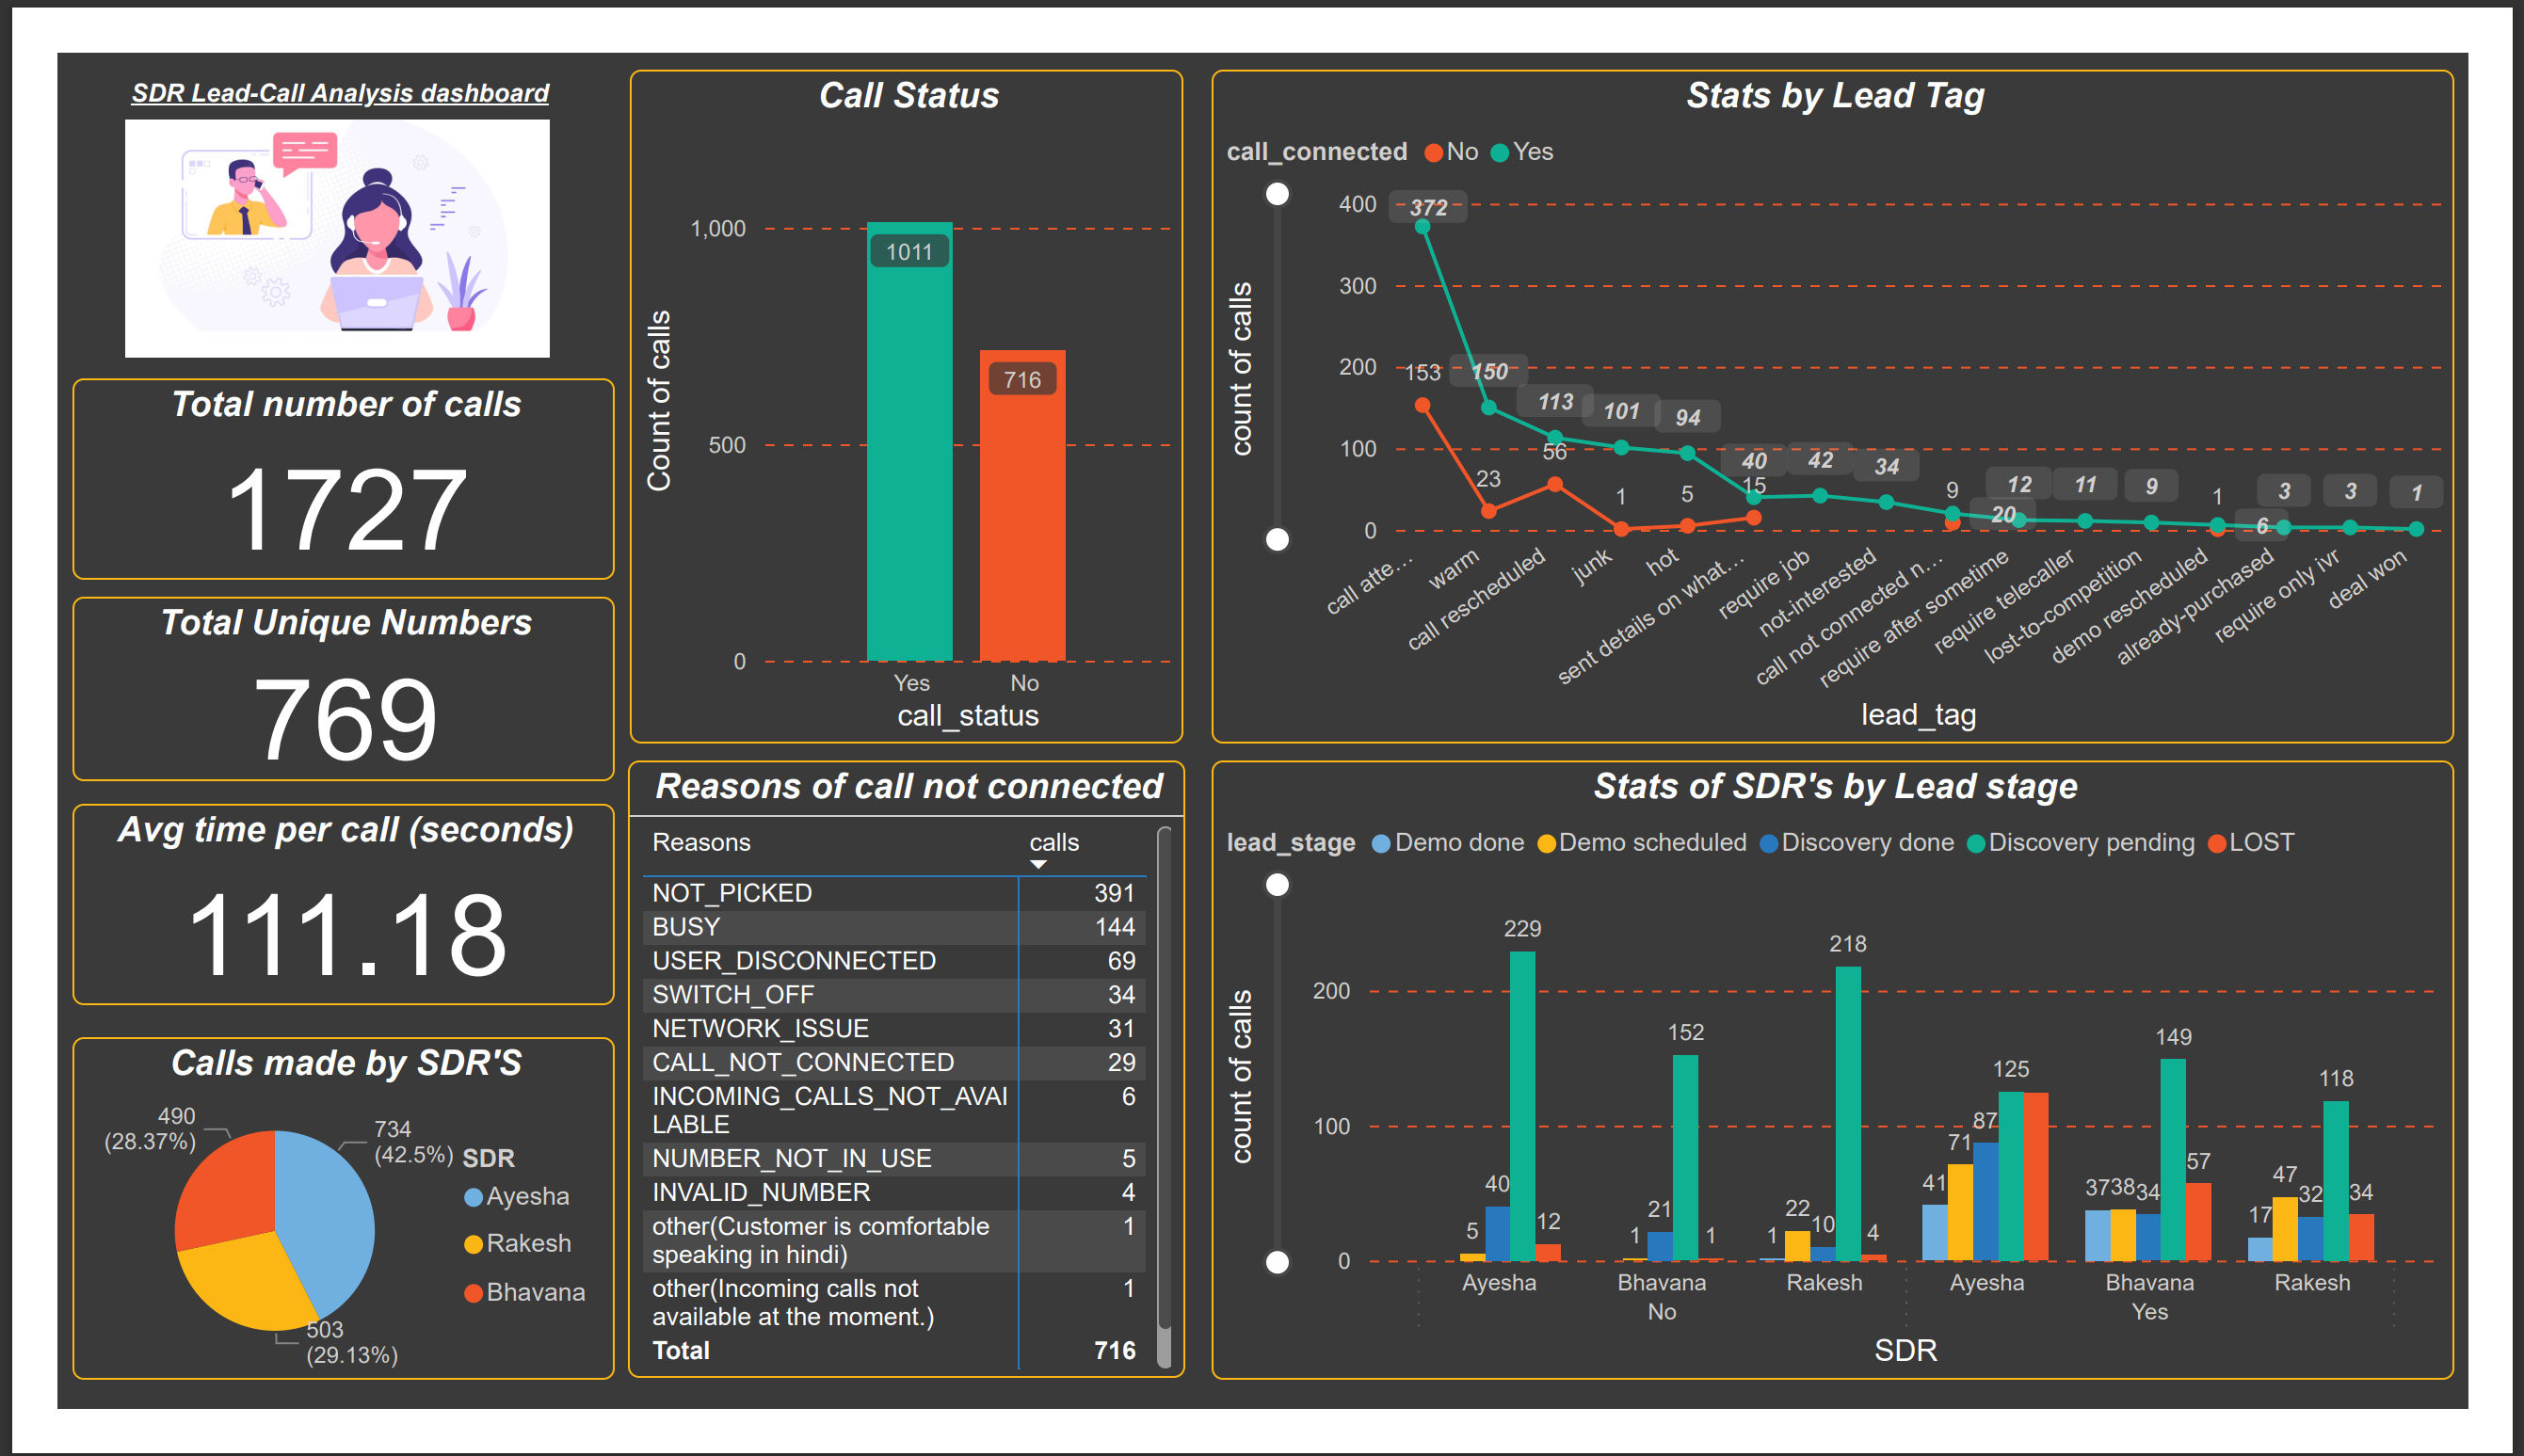 SDR Lead-Call Analysis dashboard
Total number of calls
1727
Total Unique Numbers
769
Avg time per call (seconds)
111.18
Calls made by SDR'S
490
(28.37%)
734
(42.5%)
503
(29.13%)
SDR
Ayesha
Rakesh
Bhavana
Call Status
Count of calls
1,000
500
0
1011
716
Yes No
call_status
Reasons of call not connected
Reasons calls
NOT_PICKED 391
BUSY 144
USER_DISCONNECTED 69
SWITCH_OFF 34
NETWORK_ISSUE 31
CALL_NOT_CONNECTED 29
INCOMING_CALLS_NOT_AVAI 6
LABLE
NUMBER_NOT_IN_USE 5
INVALID_NUMBER 4
other(Customer is comfortable 1
speaking in hindi)
other(Incoming calls not 1
available at the moment.)
Total 716
Stats by Lead Tag
call_connected No Yes
count of calls
400
300
200
100
0
372 150 113 101 94 40 42 34 20 12 11 9 6 3 3 1
153 23 56 1 5 15 9 1
call atte...
warm
call rescheduled
junk
hot
sent details on what...
require job
not-interested
call not connected n...
require after sometime
require telecaller
lost-to-competition
demo rescheduled
already-purchased
require only ivr
deal won
lead_tag
Stats of SDR's by Lead stage
lead_stage Demo done Demo scheduled Discovery done Discovery pending LOST
count of calls
200
100
0
5 40 229 12
1 21 152 1
1 22 10 218 4
41 71 87 125
37 38 34 149 57
17 47 32 118 34
Ayesha Bhavana Rakesh Ayesha Bhavana Rakesh
No Yes
SDR